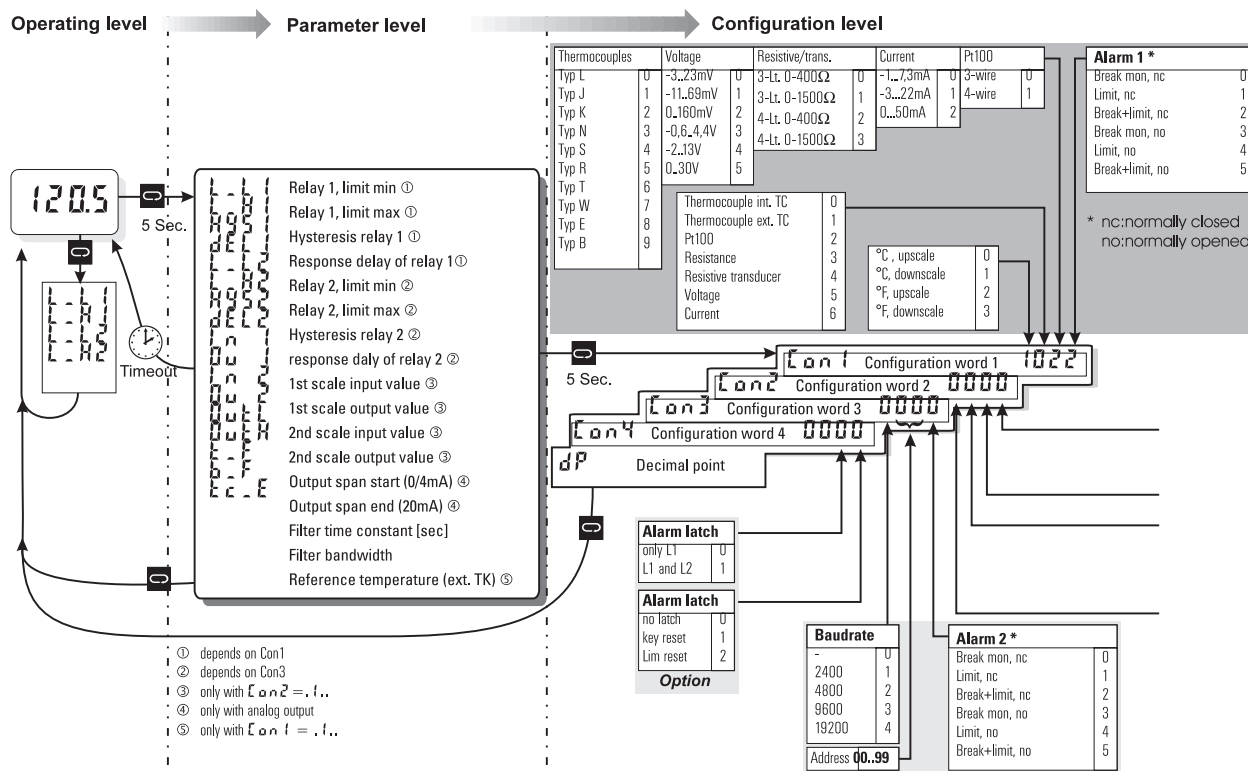 Operating level
Parameter level
Configuration level
Thermocouples
Typ L 0
Typ J 1
Typ K 2
Typ N 3
Typ S 4
Typ R 5
Typ T 6
Typ W 7
Typ E 8
Typ B 9
Voltage
-3..23mV 0
-11..69mV 1
0..160mV 2
-0,6..4,4V 3
-2..13V 4
0..30V 5
Resistive/trans.
3-Lt. 0-400Ω 0
3-Lt. 0-1500Ω 1
4-Lt. 0-400Ω 2
4-Lt. 0-1500Ω 3
Current
-1..7,3mA 0
-3...22mA 1
0...50mA 2
Pt100
3-wire 0
4-wire 1
Alarm 1 *
Break mon, nc 0
Limit, nc 1
Break+limit, nc 2
Break mon, no 3
Limit, no 4
Break+limit, no 5
* nc:normally closed
no:normally opened
Thermocouple int. TC 0
Thermocouple ext. TC 1
Pt100 2
Resistance 3
Resistive transducer 4
Voltage 5
Current 6
°C , upscale 0
°C, downscale 1
°F, upscale 2
°F, downscale 3
120.5
5 Sec.
Timeout
Relay 1, limit min ①
Relay 1, limit max ①
Hysteresis relay 1 ①
Response delay of relay 1①
Relay 2, limit min ②
Relay 2, limit max ②
Hysteresis relay 2 ②
response daly of relay 2 ②
1st scale input value ③
1st scale output value ③
2nd scale input value ③
2nd scale output value ③
Output span start (0/4mA) ④
Output span end (20mA) ④
Filter time constant [sec]
Filter bandwidth
Reference temperature (ext. TK) ⑤
5 Sec.
Con1 Configuration word 1 1022
Con2 Configuration word 2 0000
Con3 Configuration word 3 0000
Con4 Configuration word 4 0000
dP Decimal point
Alarm latch
only L1 0
L1 and L2 1
Alarm latch
no latch 0
key reset 1
Lim reset 2
Option
Baudrate
- 0
2400 1
4800 2
9600 3
19200 4
Address 00..99
Alarm 2 *
Break mon, nc 0
Limit, nc 1
Break+limit, nc 2
Break mon, no 3
Limit, no 4
Break+limit, no 5
① depends on Con1
② depends on Con3
③ only with Con2 =.1..
④ only with analog output
⑤ only with Con1 = .1..